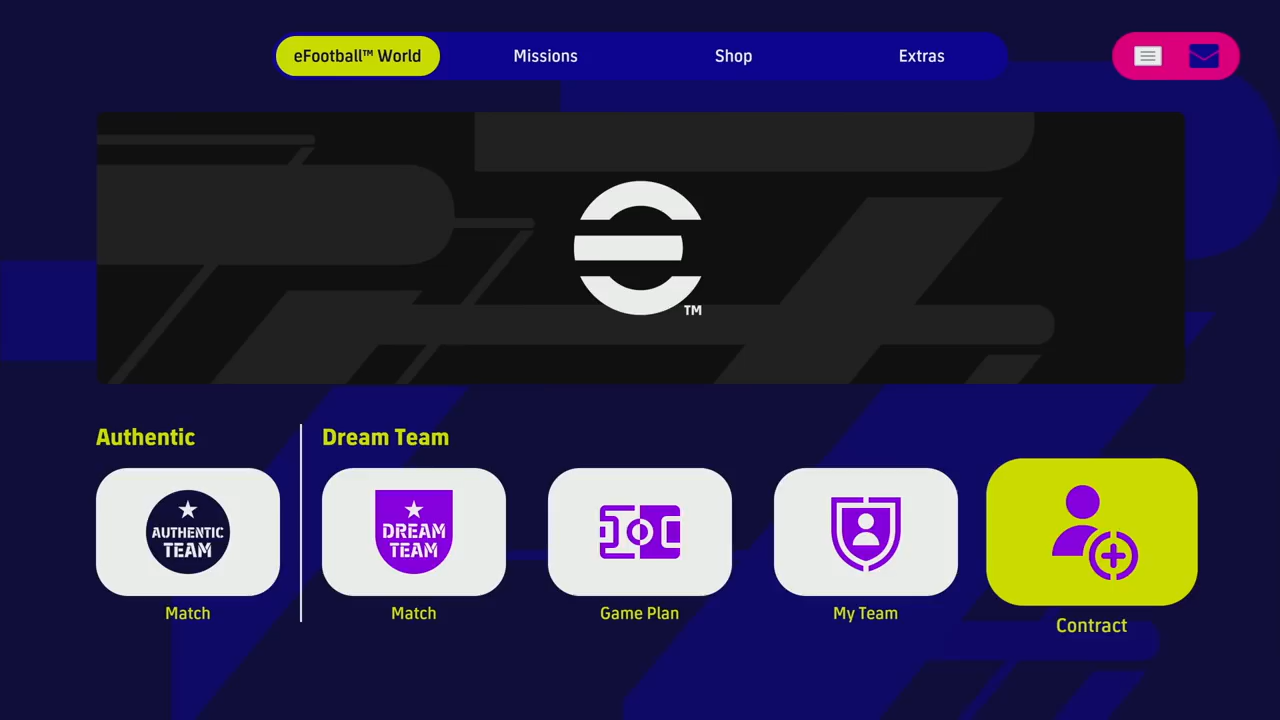 eFootball™ World
Missions
Shop
Extras
TM
Authentic
Dream Team
AUTHENTIC
TEAM
DREAM
TEAM
Match
Match
Game Plan
My Team
Contract